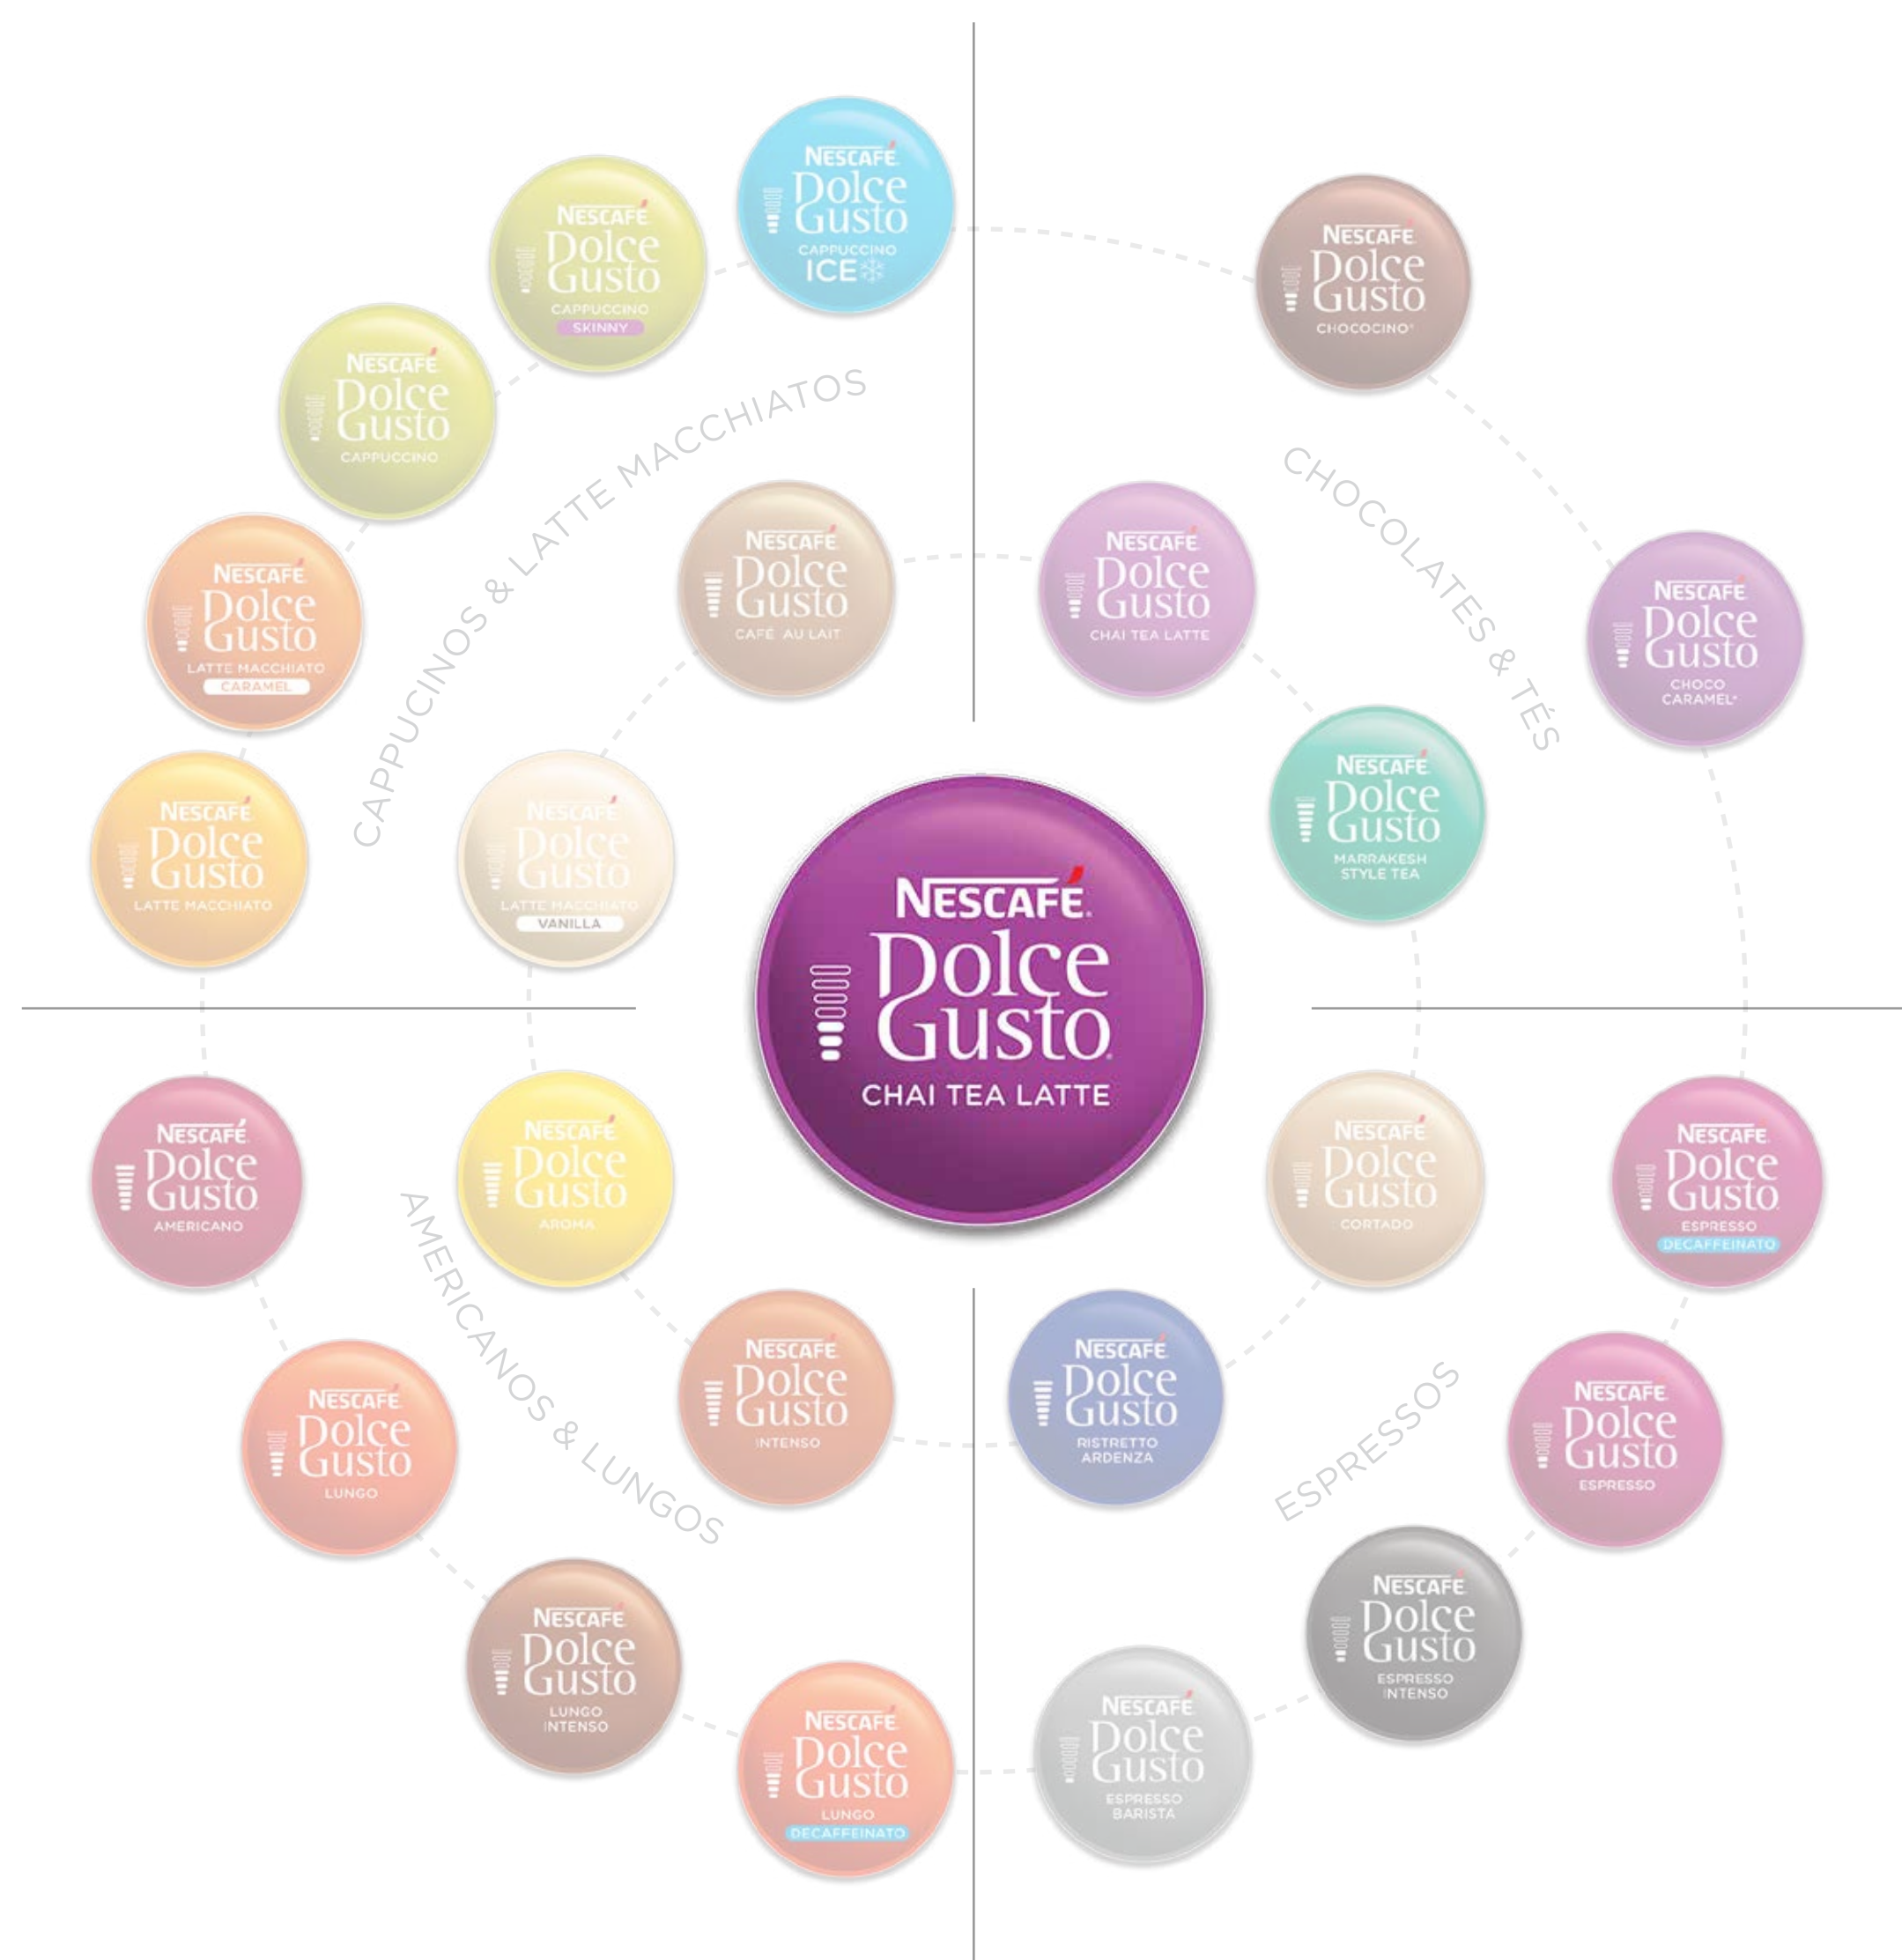 NESCAFÉ
Dolce
Gusto
CAPPUCCINO
ICE
NESCAFÉ
Dolce
Gusto
CAPPUCCINO
SKINNY
NESCAFÉ
Dolce
Gusto
CAPPUCCINO
NESCAFÉ
Dolce
Gusto
LATTE MACCHIATO
CARAMEL
NESCAFÉ
Dolce
Gusto
LATTE MACCHIATO
CAPPUCINOS & LATTE MACCHIATOS
NESCAFÉ
Dolce
Gusto
CAFÉ AU LAIT
NESCAFÉ
Dolce
Gusto
LATTE MACCHIATO
VANILLA
NESCAFÉ
Dolce
Gusto
CHOCOCINO*
NESCAFÉ
Dolce
Gusto
CHOCO
CARAMEL*
CHOCOLATES & TÉS
NESCAFÉ
Dolce
Gusto
CHAI TEA LATTE
NESCAFÉ
Dolce
Gusto
MARRAKESH
STYLE TEA
NESCAFÉ®
Dolce
Gusto®
CHAI TEA LATTE
NESCAFÉ
Dolce
Gusto
AMERICANO
NESCAFÉ
Dolce
Gusto
AROMA
AMERICANOS & LUNGOS
NESCAFÉ
Dolce
Gusto
INTENSO
NESCAFÉ
Dolce
Gusto
LUNGO
NESCAFÉ
Dolce
Gusto
LUNGO
INTENSO
NESCAFÉ
Dolce
Gusto
LUNGO
DECAFFEINATO
NESCAFÉ
Dolce
Gusto
CORTADO
NESCAFÉ
Dolce
Gusto
ESPRESSO
DECAFFEINATO
NESCAFÉ
Dolce
Gusto
RISTRETTO
ARDENZA
ESPRESSOS
NESCAFÉ
Dolce
Gusto
ESPRESSO
NESCAFÉ
Dolce
Gusto
ESPRESSO
INTENSO
NESCAFÉ
Dolce
Gusto
ESPRESSO
BARISTA